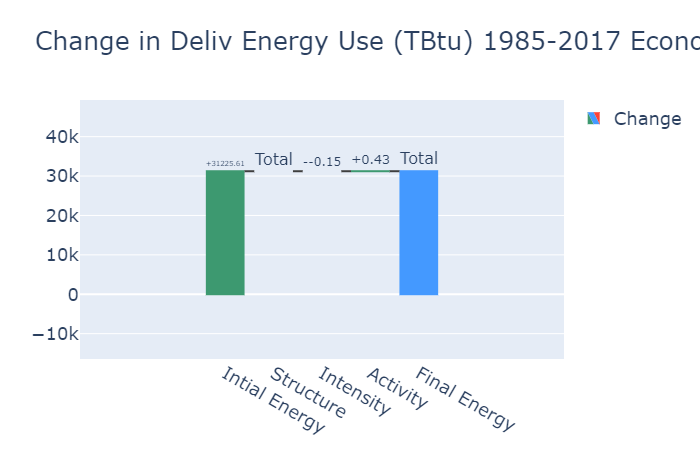 Change in Deliv Energy Use (TBtu) 1985-2017 Econo
Change
40k
30k
20k
10k
0
−10k
+31225.61
Total
--0.15
+0.43
Total
Intial Energy
Structure
Intensity
Activity
Final Energy